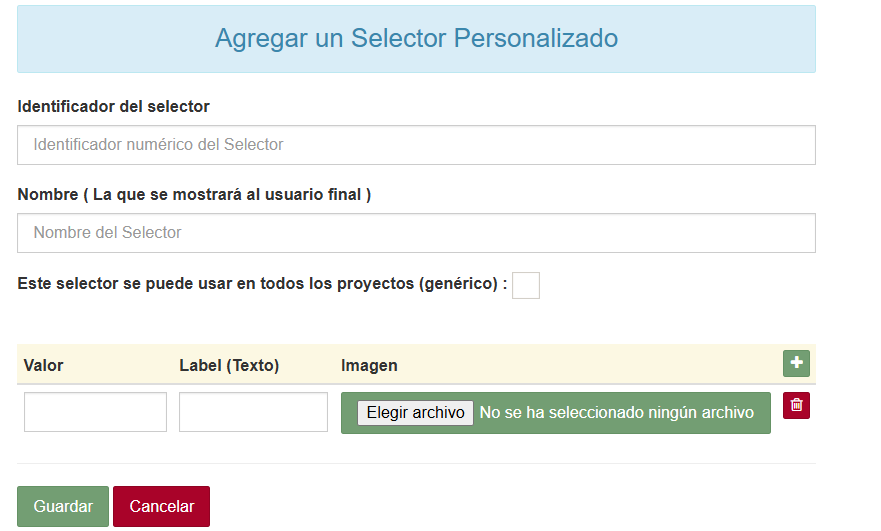 Agregar un Selector Personalizado
Identificador del selector
Identificador numérico del Selector
Nombre ( La que se mostrará al usuario final )
Nombre del Selector
Este selector se puede usar en todos los proyectos (genérico) :
Valor Label (Texto) Imagen
Elegir archivo No se ha seleccionado ningún archivo
Guardar Cancelar